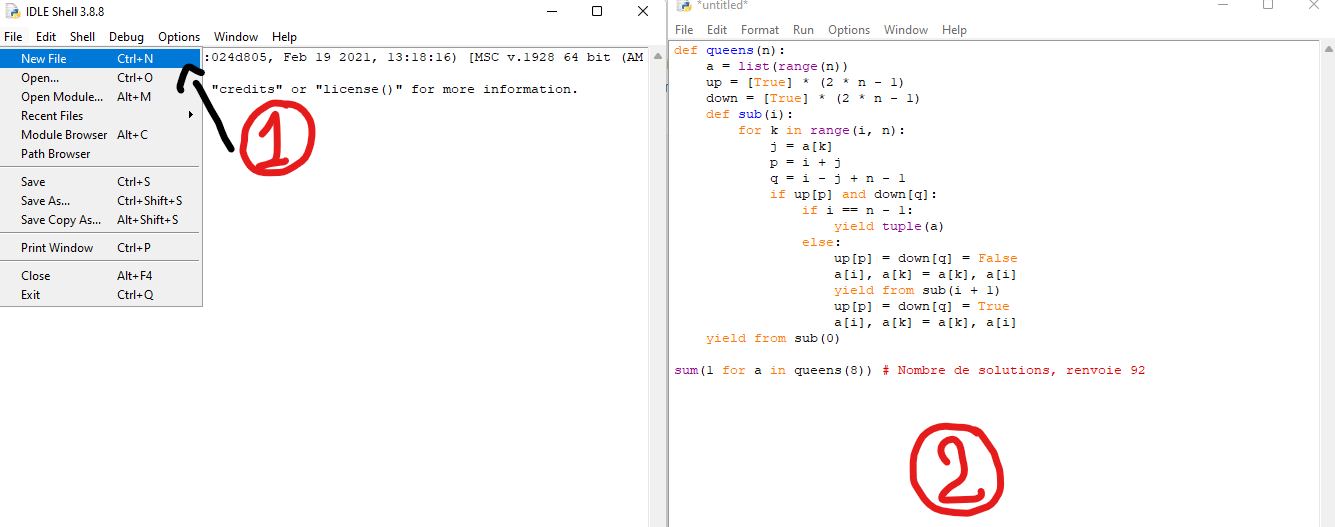 IDLE Shell 3.8.8
File Edit Shell Debug Options Window Help
:024d805, Feb 19 2021, 13:18:16) [MSC v.1928 64 bit (AM
"credits" or "license()" for more information.
New File Ctrl+N
Open... Ctrl+O
Open Module... Alt+M
Recent Files
Module Browser Alt+C
Path Browser
Save Ctrl+S
Save As... Ctrl+Shift+S
Save Copy As... Alt+Shift+S
Print Window Ctrl+P
Close Alt+F4
Exit Ctrl+Q
1
*untitled*
File Edit Format Run Options Window Help
def queens(n):
    a = list(range(n))
    up = [True] * (2 * n - 1)
    down = [True] * (2 * n - 1)
    def sub(i):
        for k in range(i, n):
            j = a[k]
            p = i + j
            q = i - j + n - 1
            if up[p] and down[q]:
                if i == n - 1:
                    yield tuple(a)
                else:
                    up[p] = down[q] = False
                    a[i], a[k] = a[k], a[i]
                    yield from sub(i + 1)
                    up[p] = down[q] = True
                    a[i], a[k] = a[k], a[i]
    yield from sub(0)
sum(1 for a in queens(8)) # Nombre de solutions, renvoie 92
2